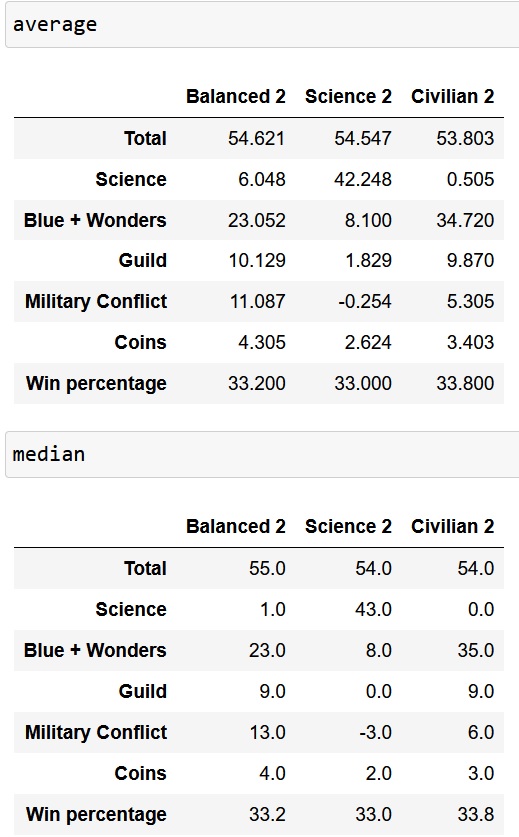 average
Balanced 2 Science 2 Civilian 2
Total 54.621 54.547 53.803
Science 6.048 42.248 0.505
Blue + Wonders 23.052 8.100 34.720
Guild 10.129 1.829 9.870
Military Conflict 11.087 -0.254 5.305
Coins 4.305 2.624 3.403
Win percentage 33.200 33.000 33.800
median
Balanced 2 Science 2 Civilian 2
Total 55.0 54.0 54.0
Science 1.0 43.0 0.0
Blue + Wonders 23.0 8.0 35.0
Guild 9.0 0.0 9.0
Military Conflict 13.0 -3.0 6.0
Coins 4.0 2.0 3.0
Win percentage 33.2 33.0 33.8